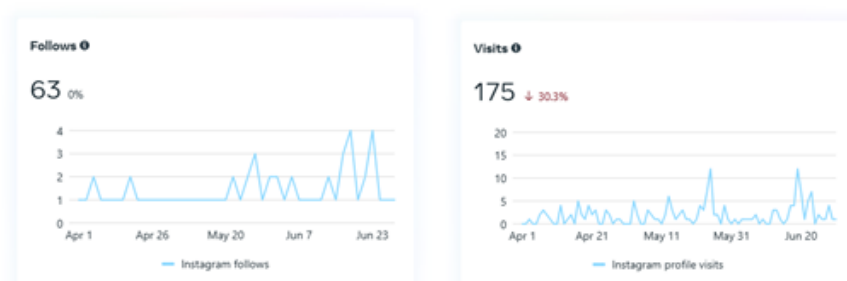 Follows
63 0%
4
3
2
1
0
Apr 1 Apr 26 May 20 Jun 7 Jun 23
Instagram follows
Visits
175 ↓ 30.3%
20
15
10
5
0
Apr 1 Apr 21 May 11 May 31 Jun 20
Instagram profile visits